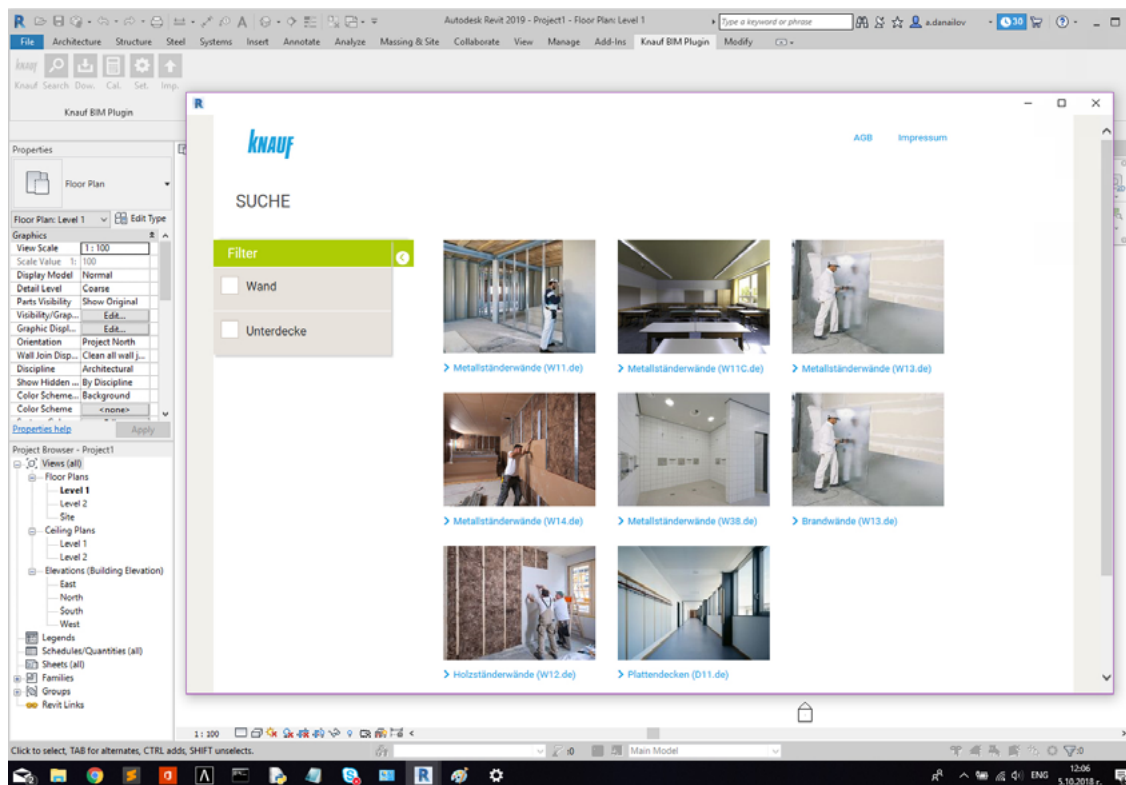 Autodesk Revit 2019 - Project1 - Floor Plan: Level 1
Type a keyword or phrase
a.danailov
30
File Architecture Structure Steel Systems Insert Annotate Analyze Massing & Site Collaborate View Manage Add-Ins Knauf BIM Plugin Modify
knauf
Knauf Search Dow. Cal. Set. Imp.
Knauf BIM Plugin
Properties
Floor Plan
Floor Plan: Level 1 Edit Type
Graphics
View Scale 1 : 100
Scale Value 1: 100
Display Model Normal
Detail Level Coarse
Parts Visibility Show Original
Visibility/Grap... Edit...
Graphic Displ... Edit...
Orientation Project North
Wall Join Disp... Clean all wall j...
Discipline Architectural
Show Hidden ... By Discipline
Color Scheme... Background
Color Scheme <none>
Properties help Apply
Project Browser - Project1
Views (all)
Floor Plans
Level 1
Level 2
Site
Ceiling Plans
Level 1
Level 2
Elevations (Building Elevation)
East
North
South
West
Legends
Schedules/Quantities (all)
Sheets (all)
Families
Groups
Revit Links
KNAUF
AGB Impressum
SUCHE
Filter
Wand
Unterdecke
Metallständerwände (W11.de)
Metallständerwände (W11C.de)
Metallständerwände (W13.de)
Metallständerwände (W14.de)
Metallständerwände (W38.de)
Brandwände (W13.de)
Holzständerwände (W12.de)
Plattendecken (D11.de)
1 : 100
Click to select, TAB for alternates, CTRL adds, SHIFT unselects.
:0
Main Model
:0
ENG
12:06
5.10.2018 г.